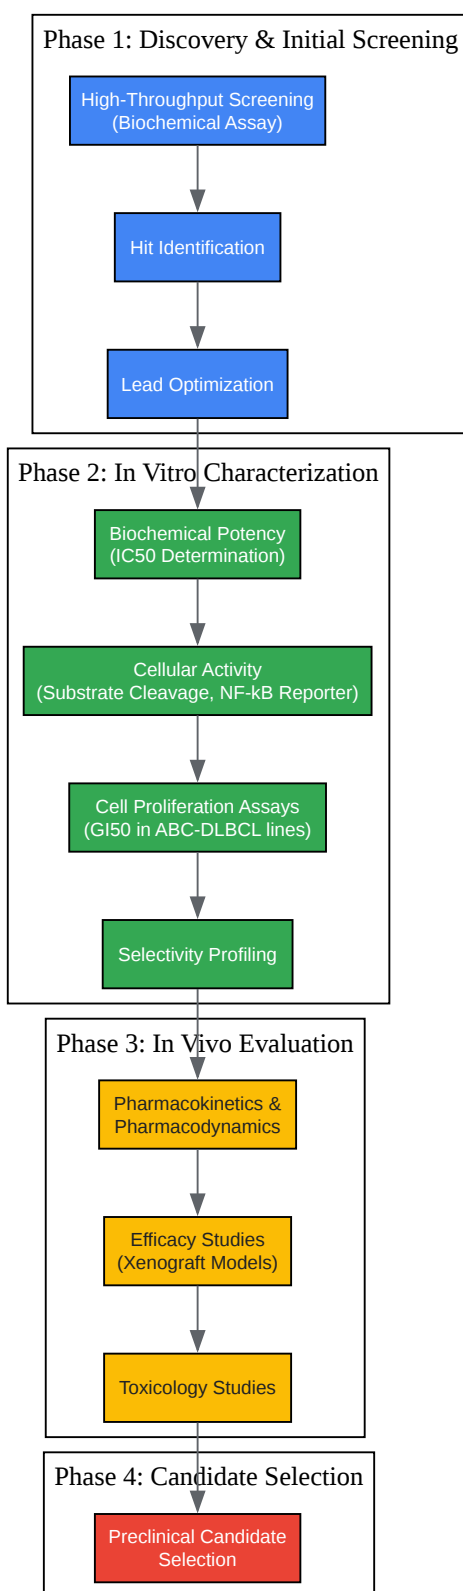 Phase 1: Discovery & Initial Screening
High-Throughput Screening
(Biochemical Assay)
Hit Identification
Lead Optimization
Phase 2: In Vitro Characterization
Biochemical Potency
(IC50 Determination)
Cellular Activity
(Substrate Cleavage, NF-kB Reporter)
Cell Proliferation Assays
(GI50 in ABC-DLBCL lines)
Selectivity Profiling
Phase 3: In Vivo Evaluation
Pharmacokinetics &
Pharmacodynamics
Efficacy Studies
(Xenograft Models)
Toxicology Studies
Phase 4: Candidate Selection
Preclinical Candidate
Selection